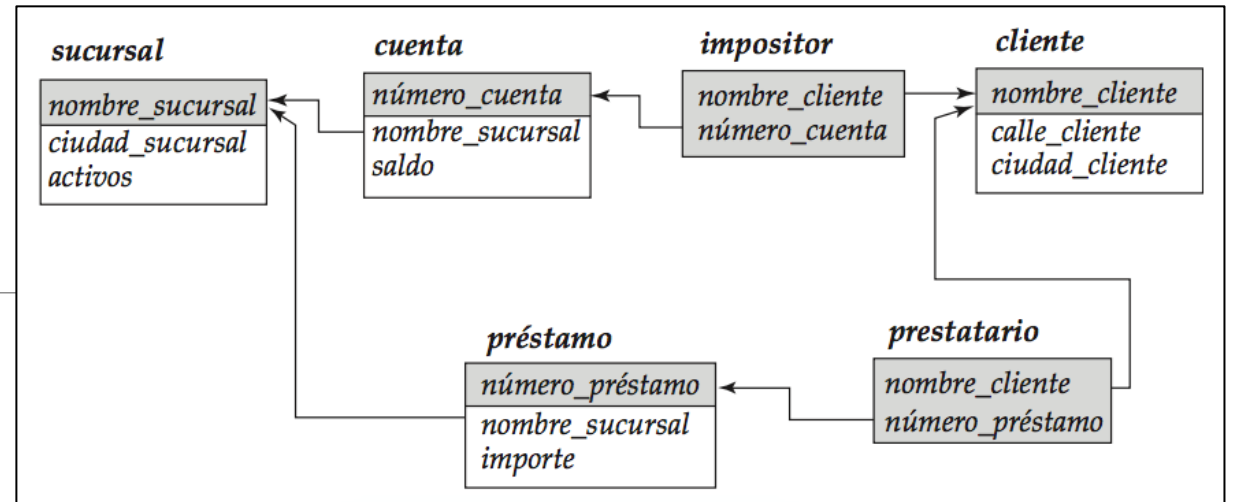 sucursal
nombre_sucursal
ciudad_sucursal
activos
cuenta
número_cuenta
nombre_sucursal
saldo
impositor
nombre_cliente
número_cuenta
cliente
nombre_cliente
calle_cliente
ciudad_cliente
préstamo
número_préstamo
nombre_sucursal
importe
prestatario
nombre_cliente
número_préstamo